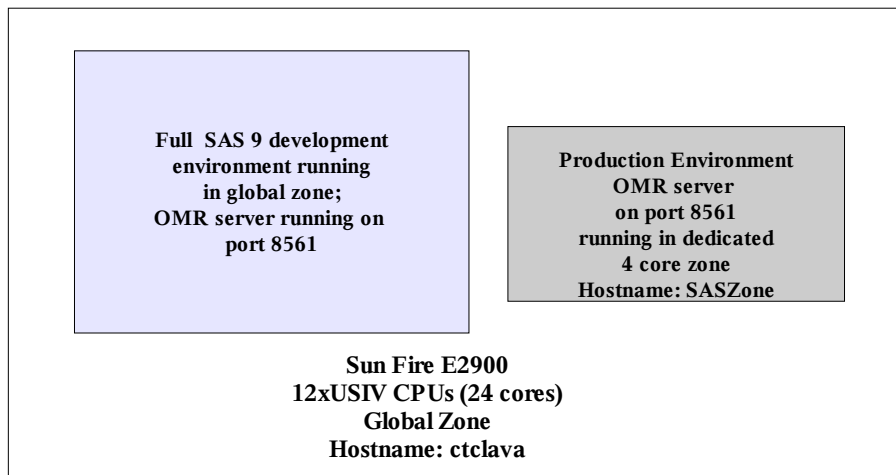 Full SAS 9 development
environment running
in global zone;
OMR server running on
port 8561
Production Environment
OMR server
on port 8561
running in dedicated
4 core zone
Hostname: SASZone
Sun Fire E2900
12xUSIV CPUs (24 cores)
Global Zone
Hostname: ctclava